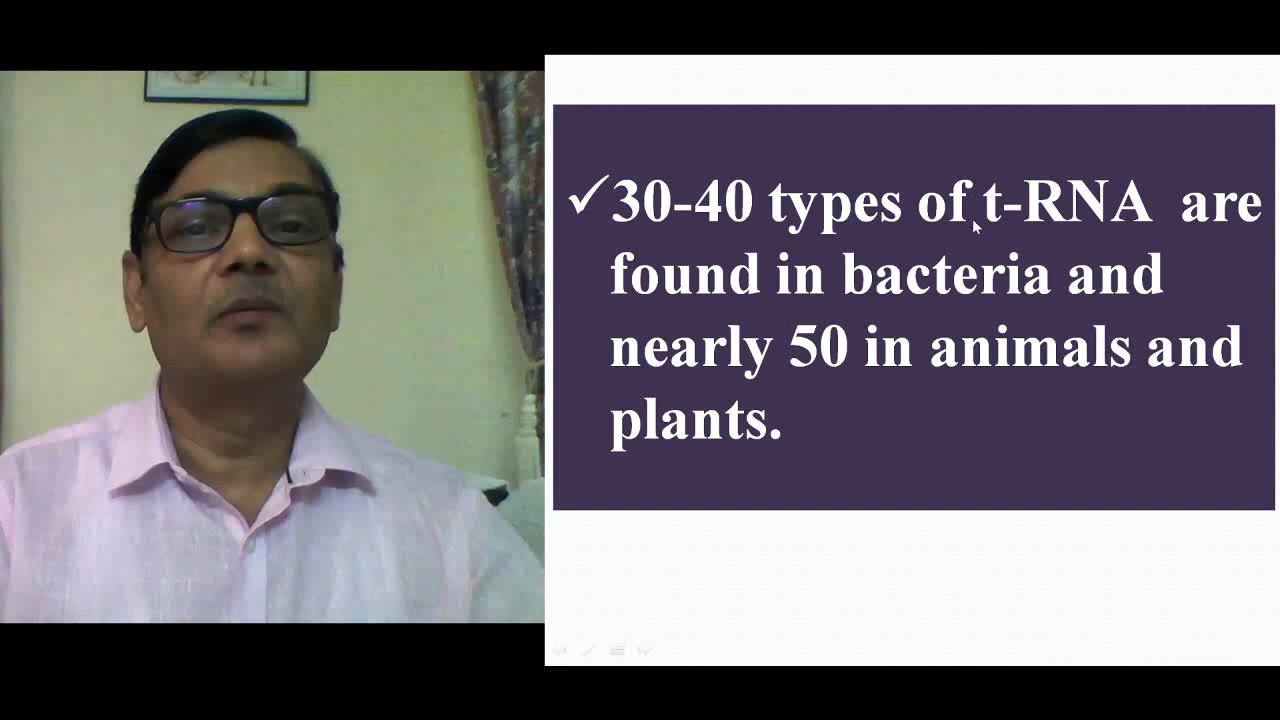 ✓30-40 types of t-RNA are
found in bacteria and
nearly 50 in animals and
plants.